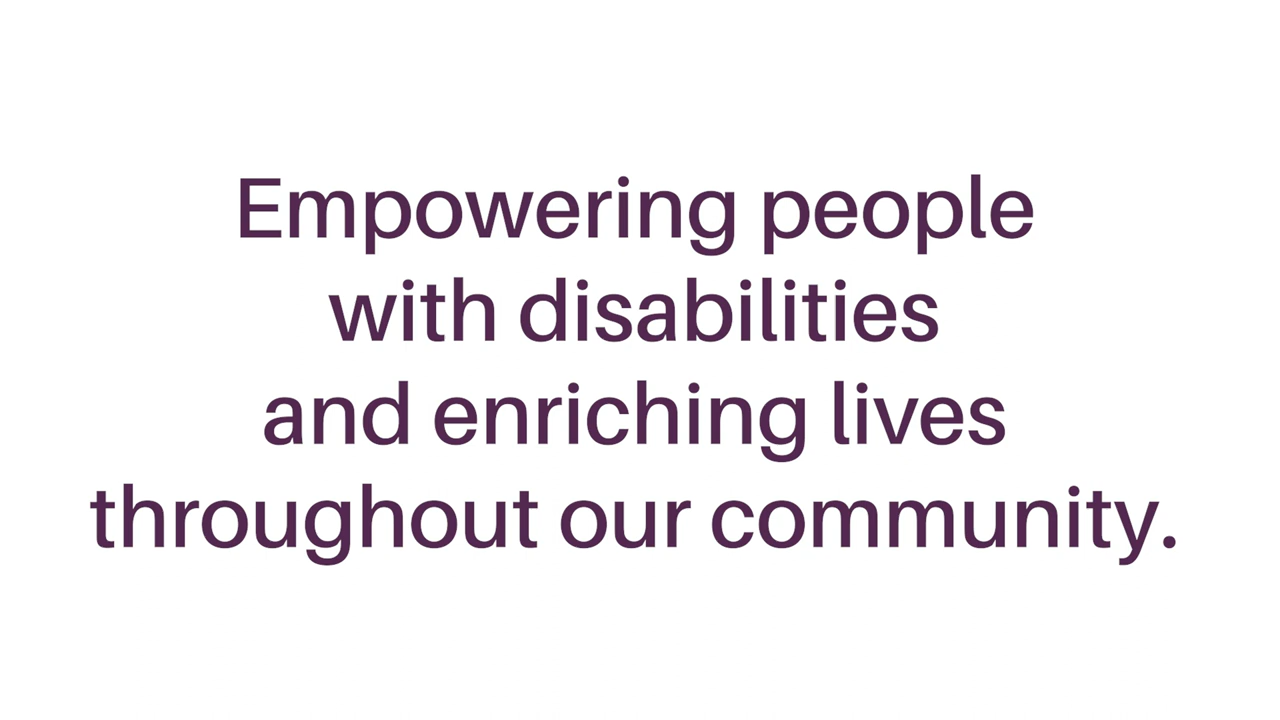 Empowering people
with disabilities
and enriching lives
throughout our community.